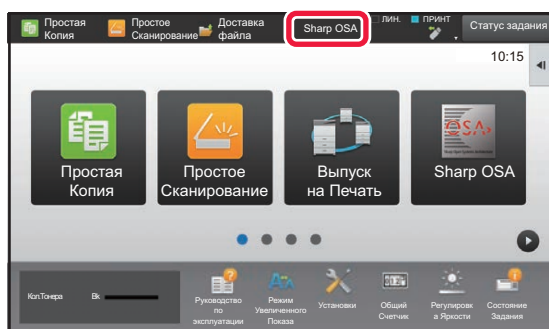 Простая
Копия
Простое
Сканирование
Доставка
файла
Sharp OSA
ЛИН.
ПРИНТ
Статус задания
10:15
Простая
Копия
Простое
Сканирование
Выпуск
на Печать
OSA
Sharp OSA
Кол.Тонера
Bk
Руководство
по
эксплуатации
Режим
Увеличенного
Показа
Установки
Общий
Счетчик
Регулировк
а Яркости
Состояние
Задания